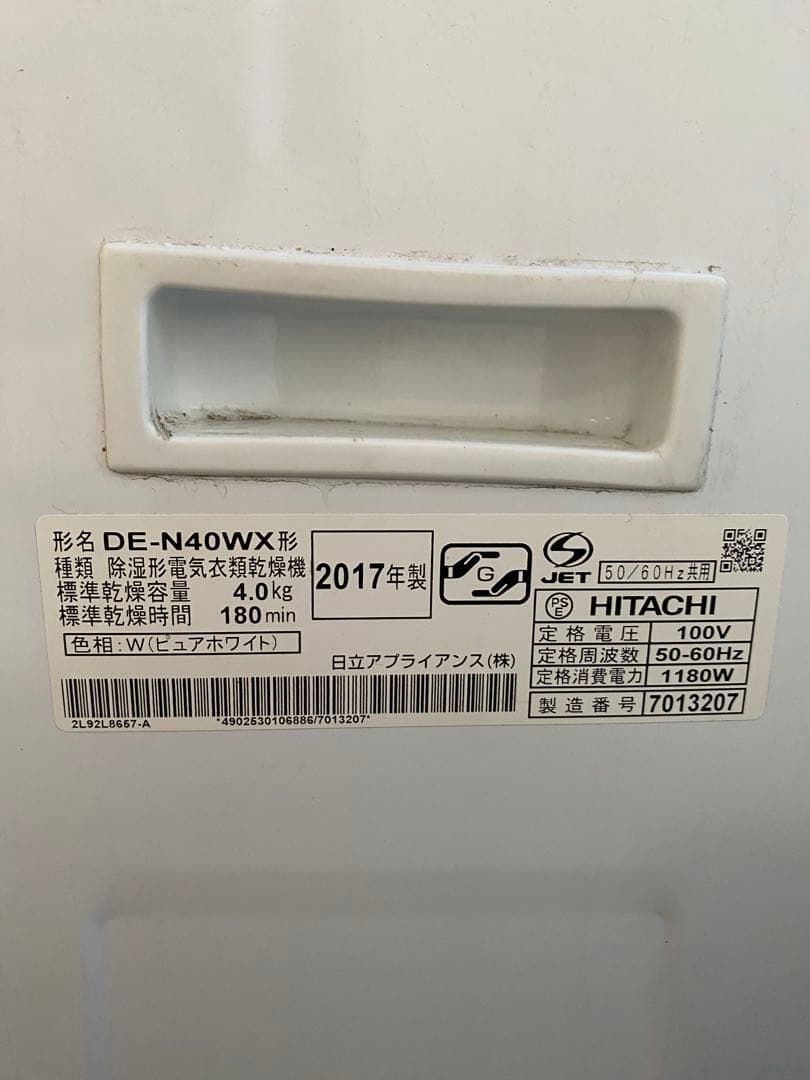 形名 DE-N40WX形
種類 除湿形電気衣類乾燥機
標準乾燥容量 4.0kg
標準乾燥時間 180min
色相:W(ピュアホワイト)
2017年製
G
JET
50/60Hz共用
PS
E
HITACHI
定格電圧 100V
定格周波数 50-60Hz
定格消費電力 1180W
製造番号 7013207
日立アプライアンス(株)
2L92L8657-A
*4902530106886/7013207*